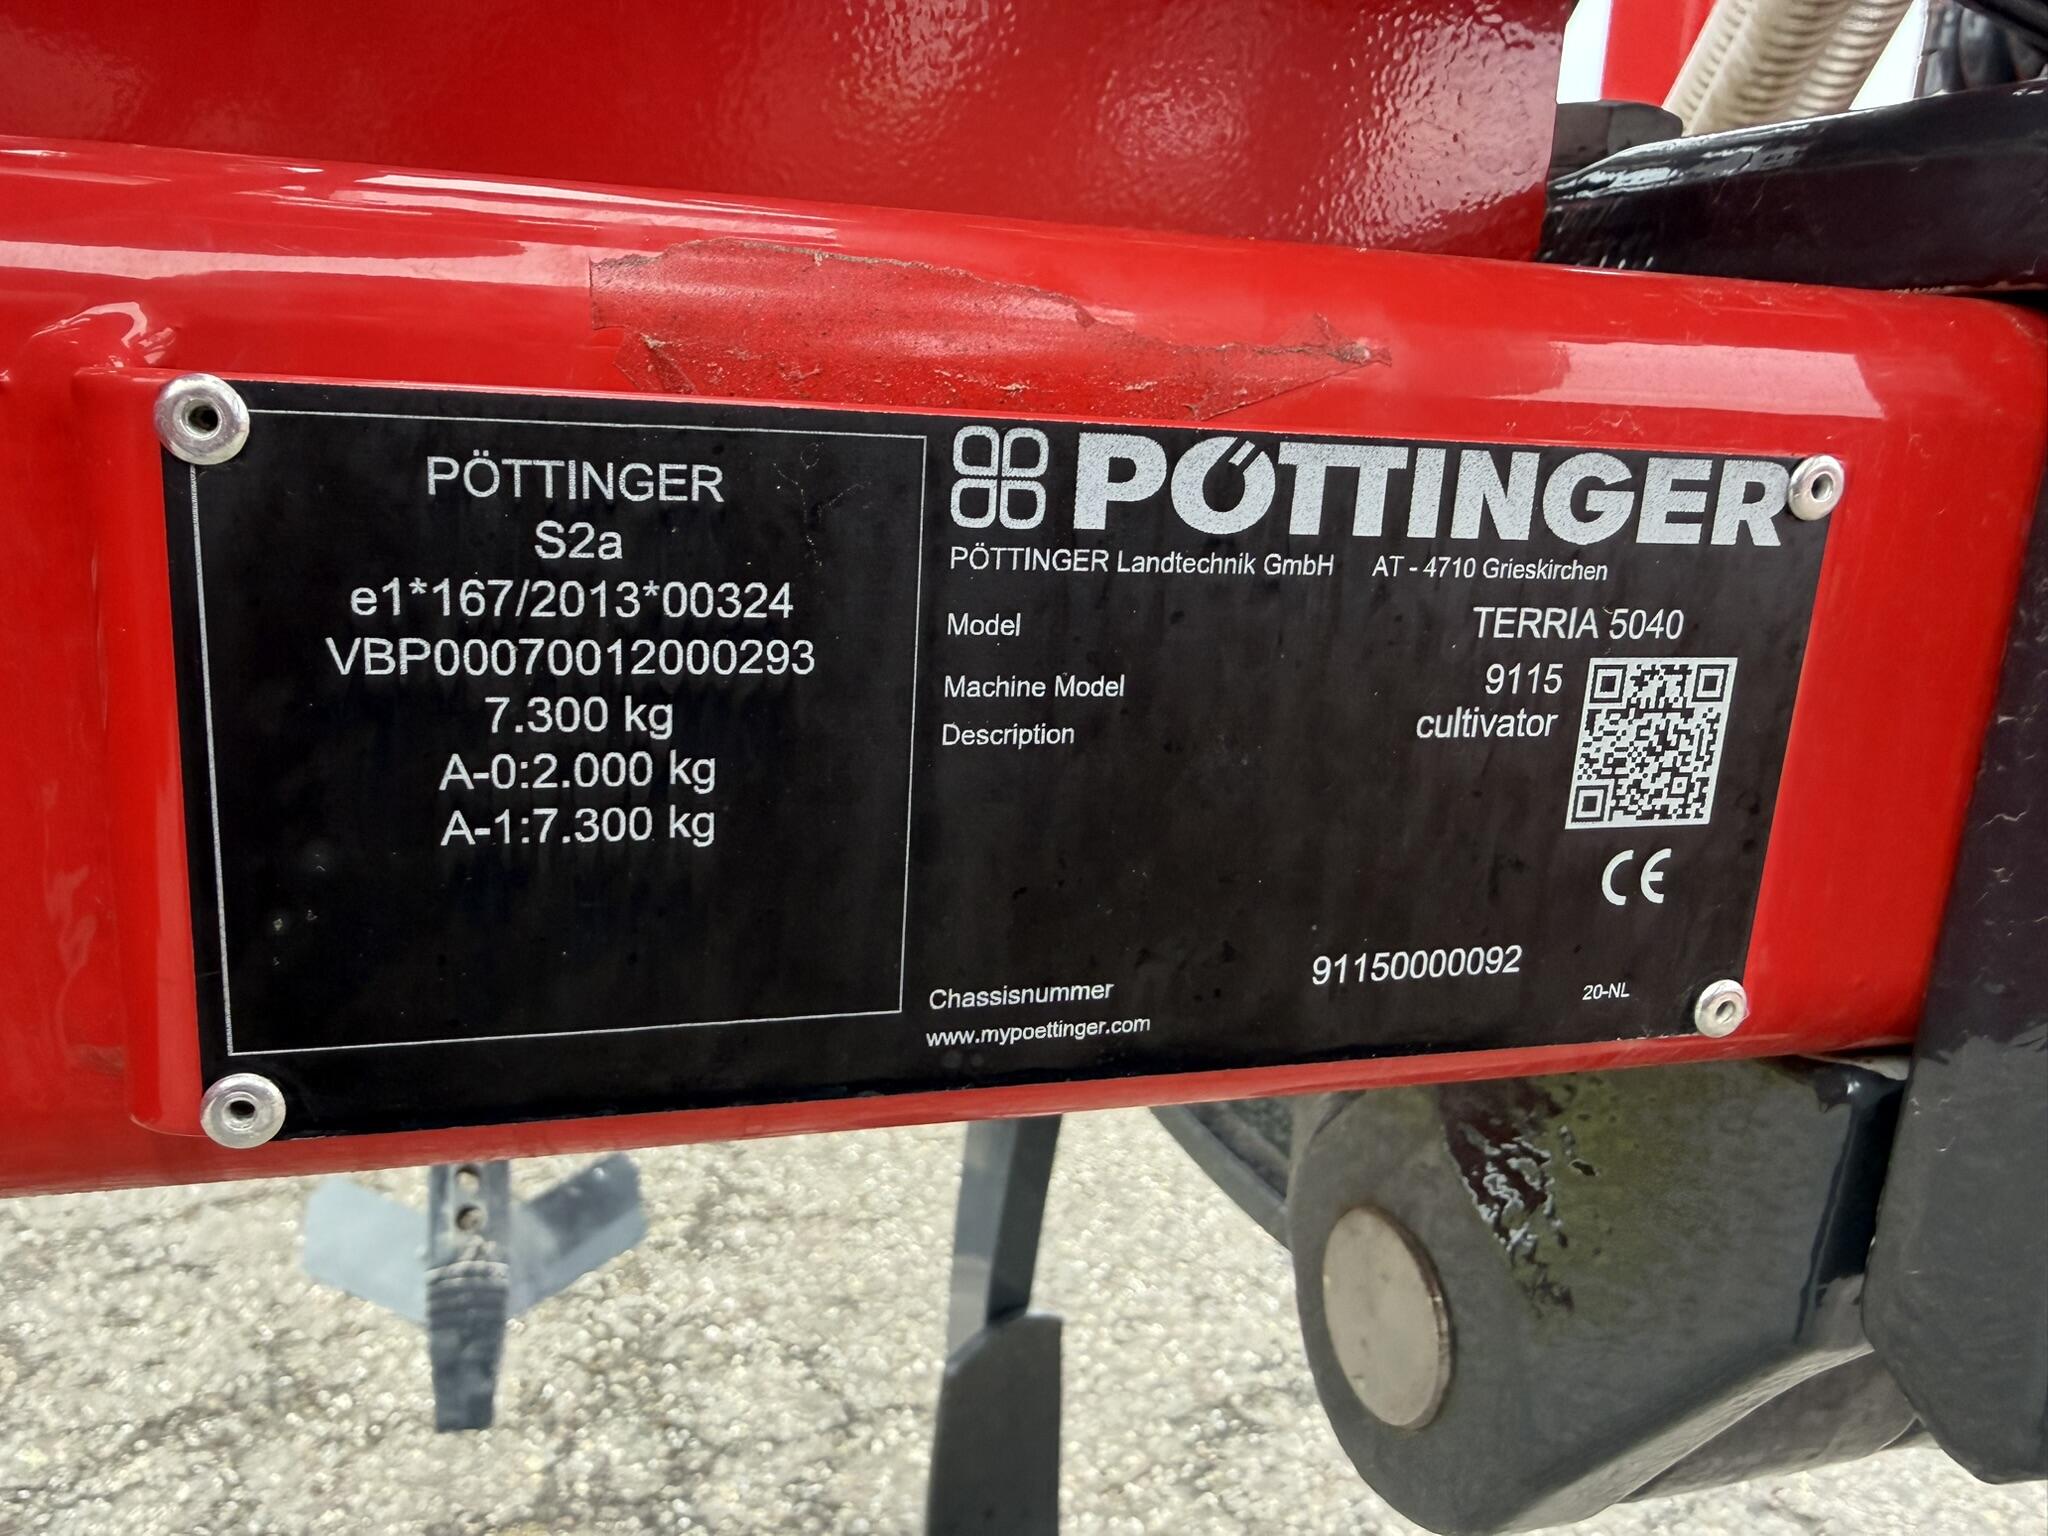 PÖTTINGER
S2a
e1*167/2013*00324
VBP00070012000293
7.300 kg
A-0:2.000 kg
A-1:7.300 kg
PÖTTINGER
PÖTTINGER Landtechnik GmbH AT - 4710 Grieskirchen
Model TERRIA 5040
Machine Model 9115
Description cultivator
CE
Chassisnummer 91150000092
20-NL
www.mypoettinger.com